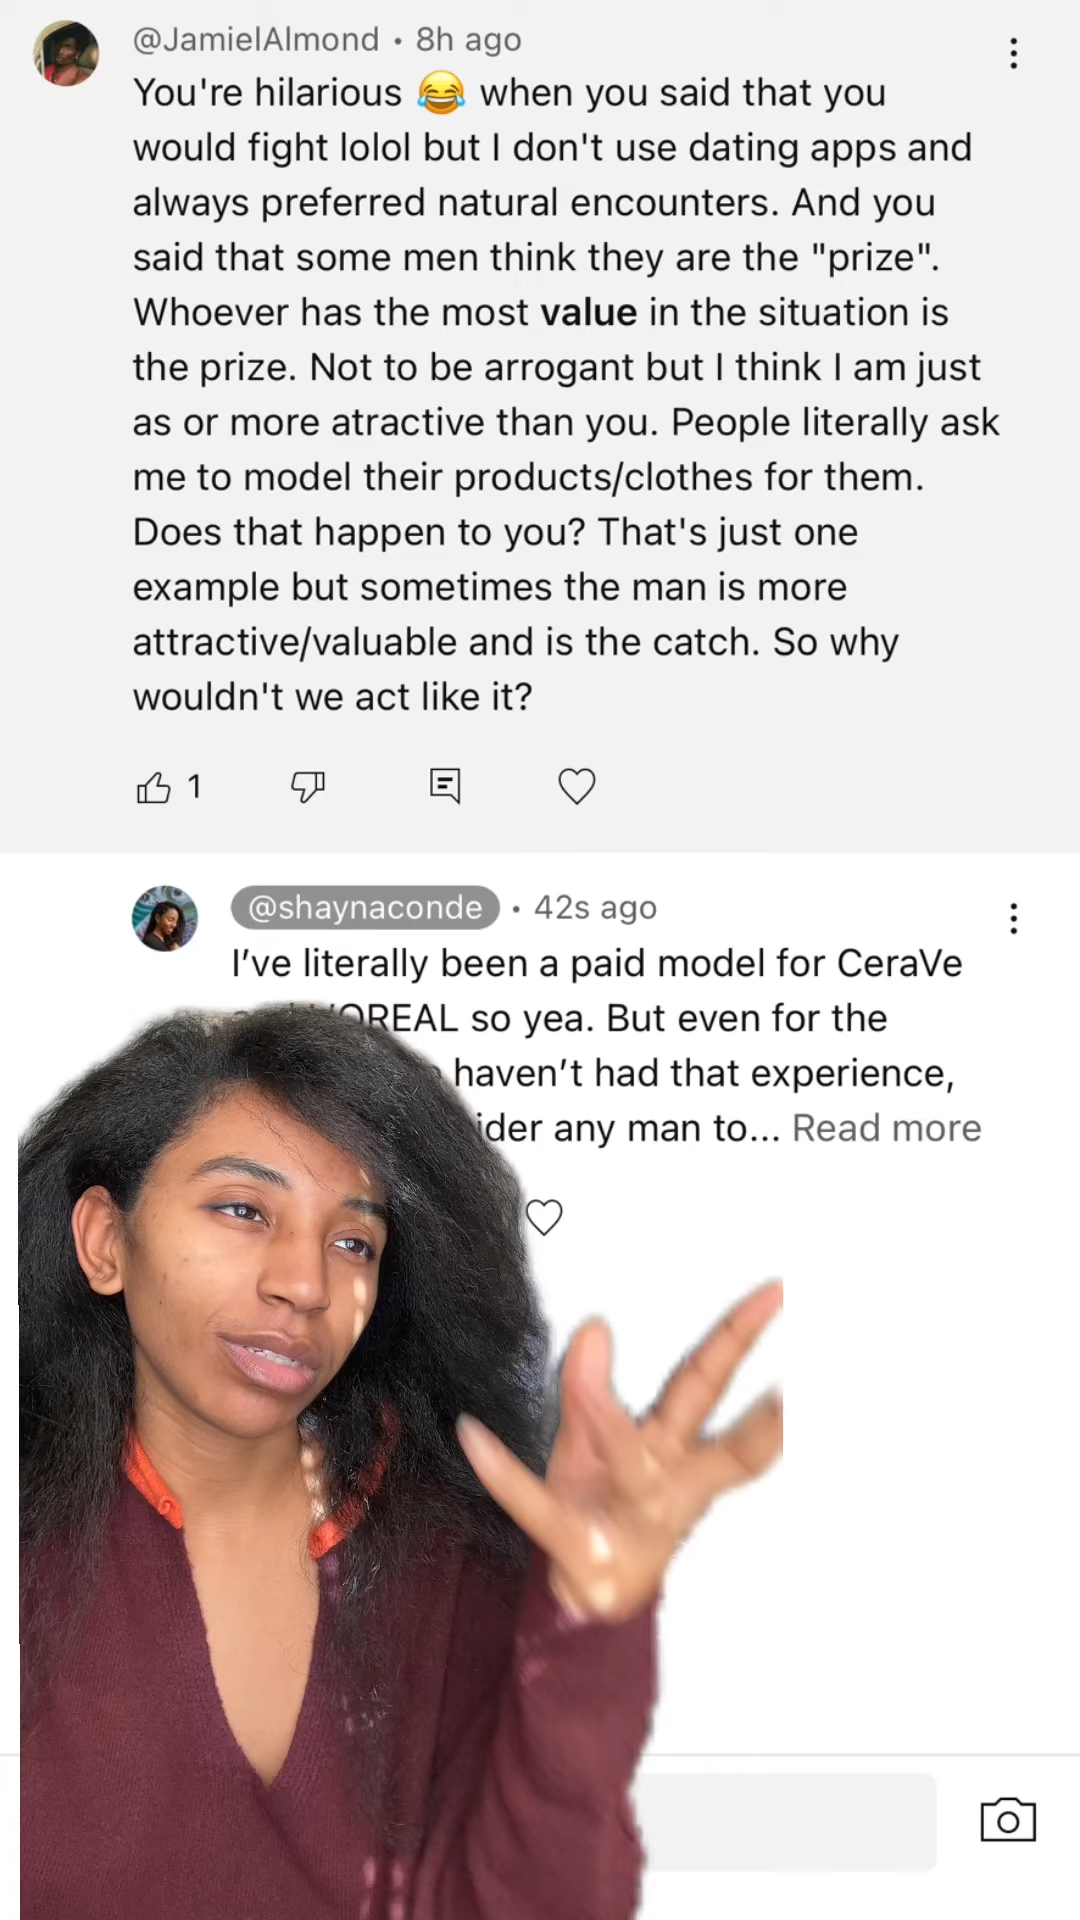 @JamielAlmond • 8h ago
You're hilarious 😂 when you said that you
would fight lolol but I don't use dating apps and
always preferred natural encounters. And you
said that some men think they are the "prize".
Whoever has the most value in the situation is
the prize. Not to be arrogant but I think I am just
as or more atractive than you. People literally ask
me to model their products/clothes for them.
Does that happen to you? That's just one
example but sometimes the man is more
attractive/valuable and is the catch. So why
wouldn't we act like it?
1
@shaynaconde • 42s ago
I've literally been a paid model for CeraVe
so yea. But even for the
haven't had that experience,
any man to... Read more